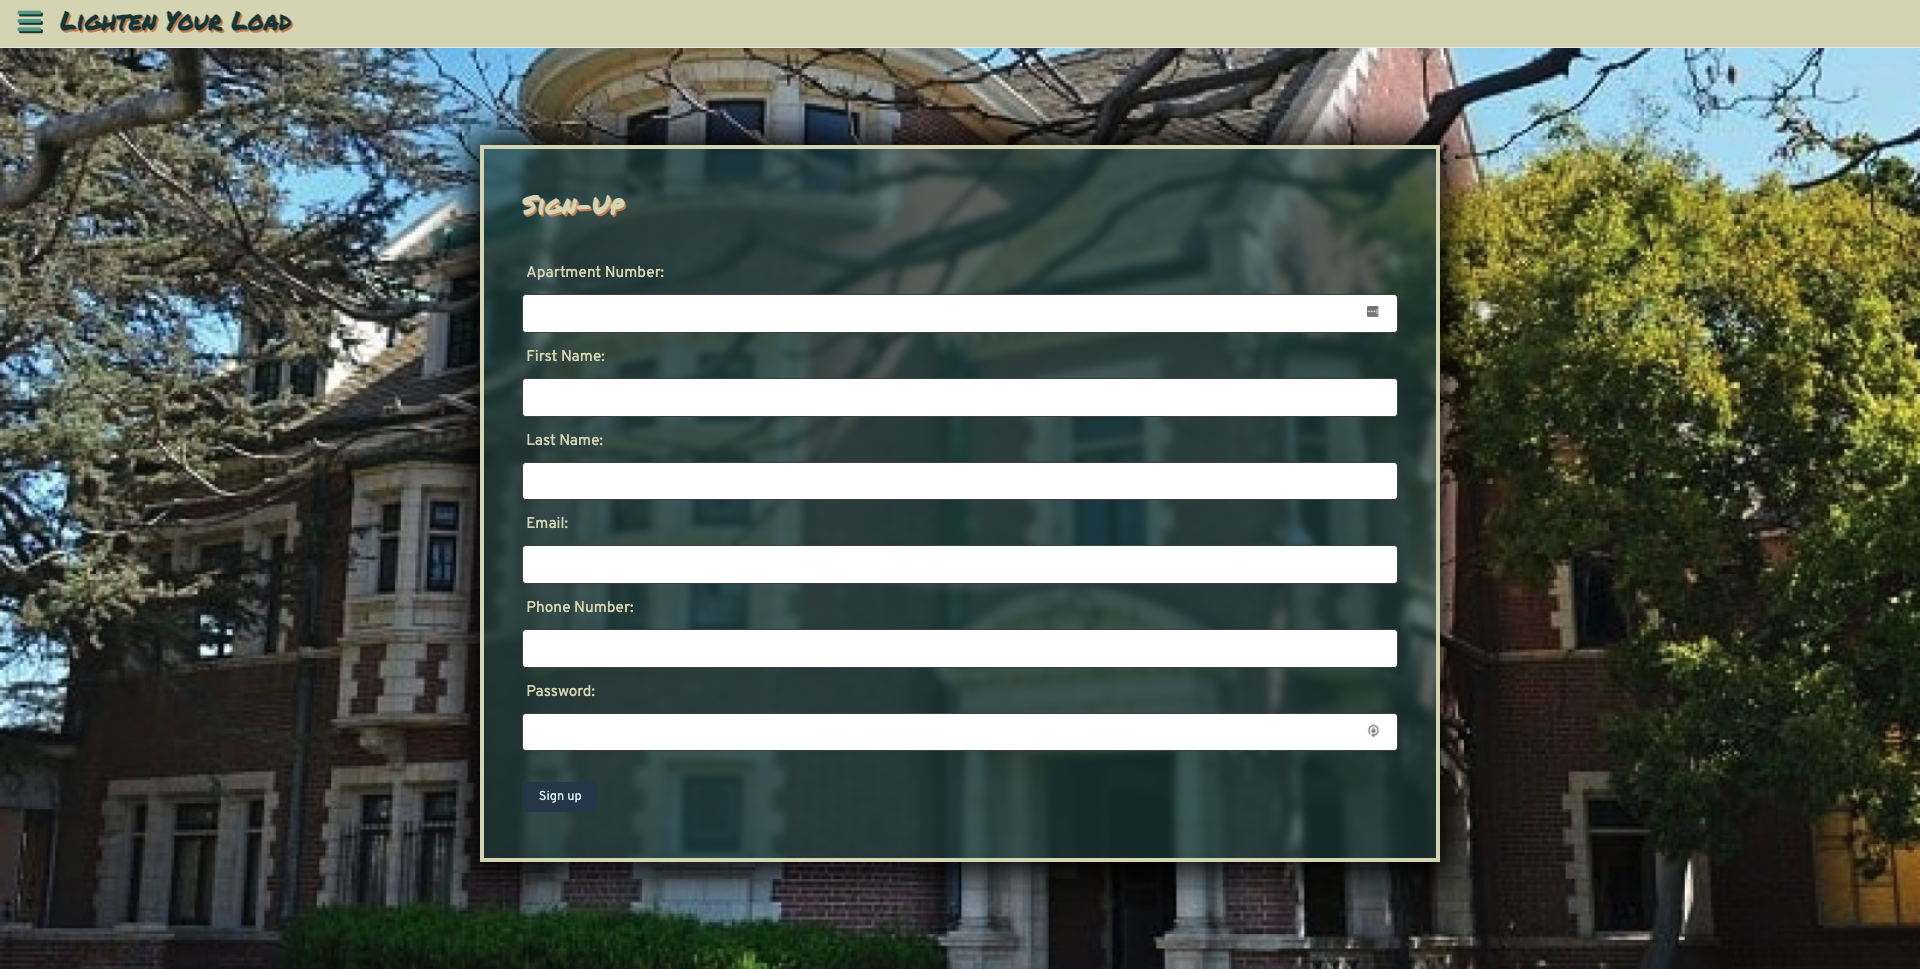 Lighten Your Load
Sign-Up
Apartment Number:
First Name:
Last Name:
Email:
Phone Number:
Password:
Sign up